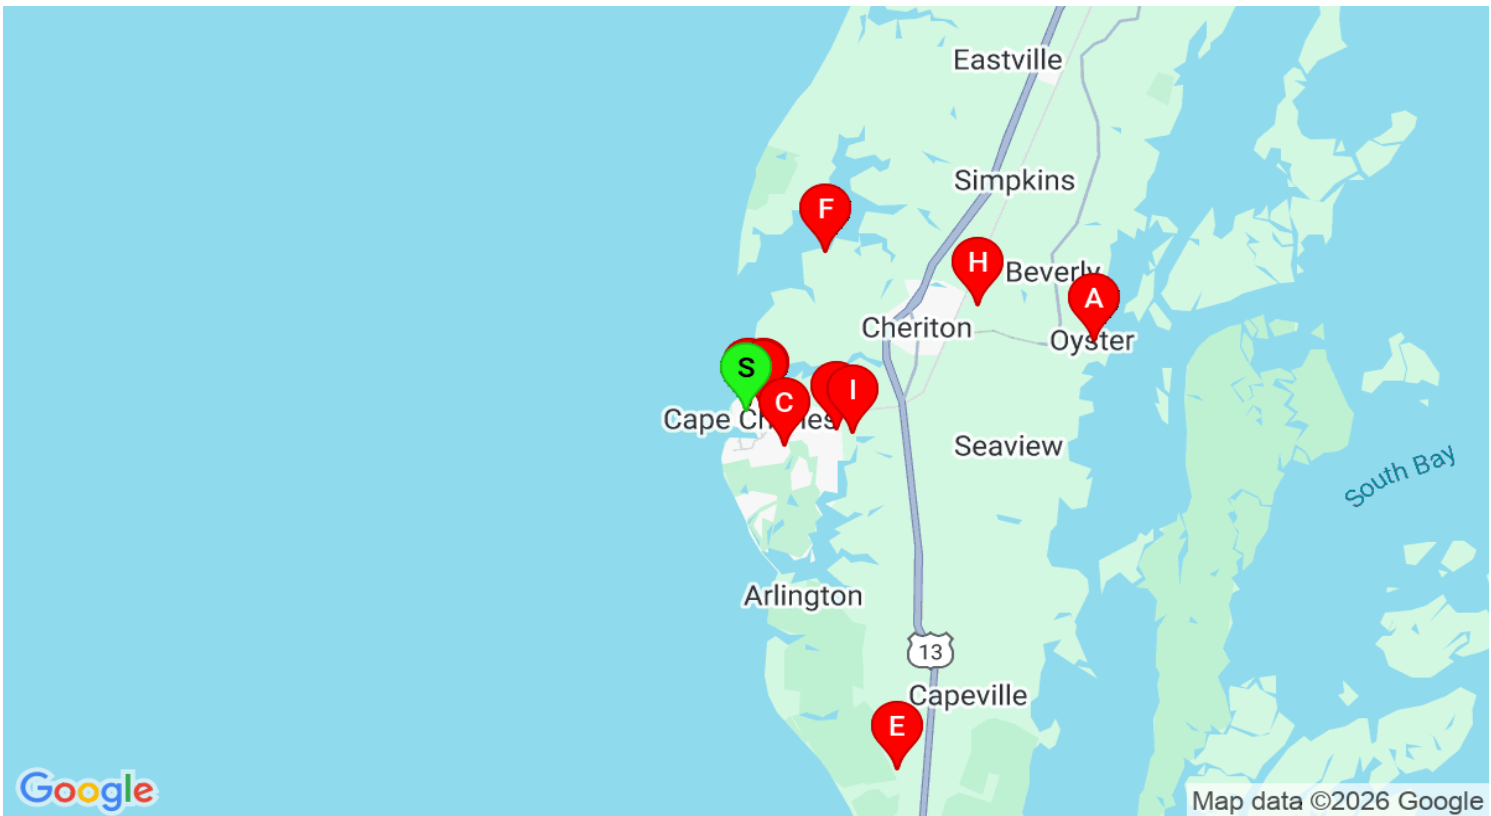 Eastville
Simpkins
F
H
Beverly
A
Cheriton
Oyster
S
I
C
Cape Charles
Seaview
South Bay
Arlington
13
Capeville
E
Google
Map data ©2026 Google